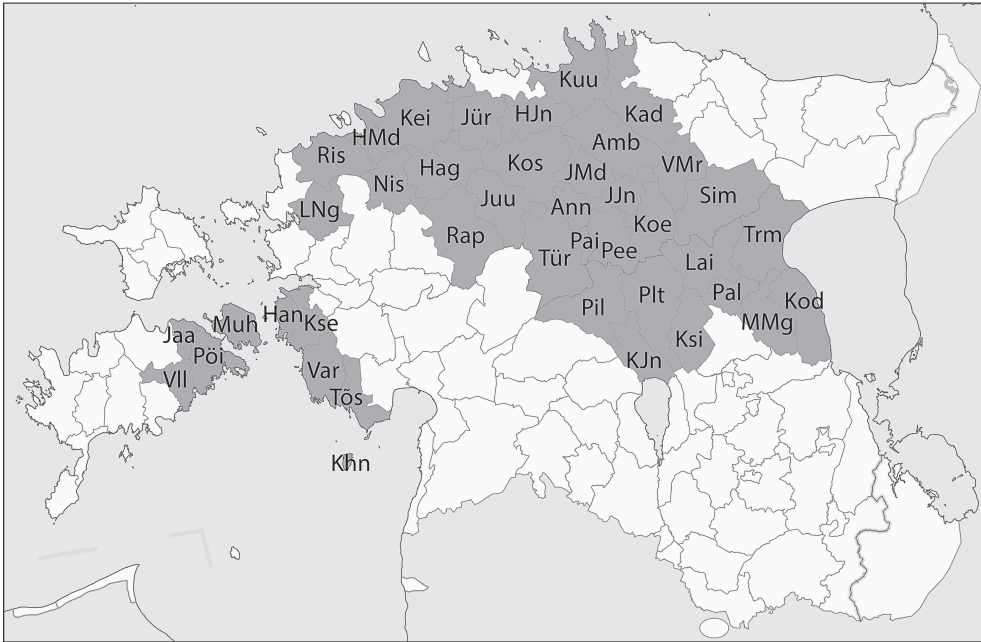 Kuu
Kei
Jür
HJn
Kad
HMd
Amb
Ris
Hag
Kos
JMd
VMr
Nis
Juu
JJn
Sim
LNg
Ann
Rap
Koe
Trm
Pai
Pee
Tür
Lai
Pil
Plt
Pal
Kod
Han
Muh
Kse
MMg
Jaa
Ksi
Pöi
KJn
Vll
Var
Tõs
Khn